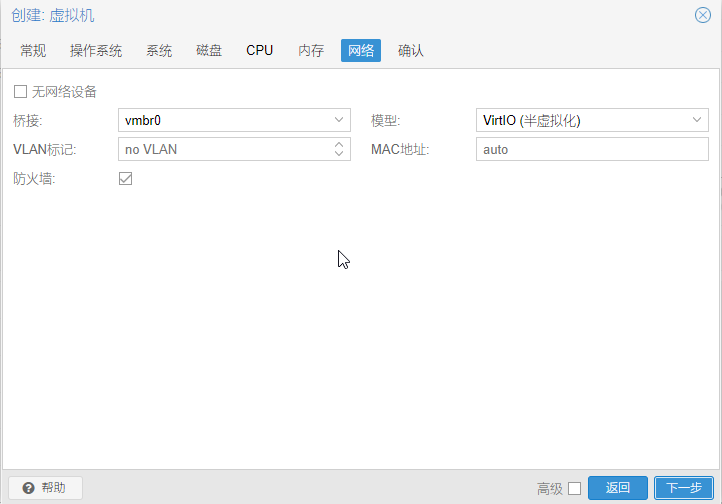 创建: 虚拟机
常规 操作系统 系统 磁盘 CPU 内存 网络 确认
无网络设备
桥接: vmbr0 模型: VirtIO (半虚拟化)
VLAN标记: no VLAN MAC地址: auto
防火墙:
帮助 高级 返回 下一步